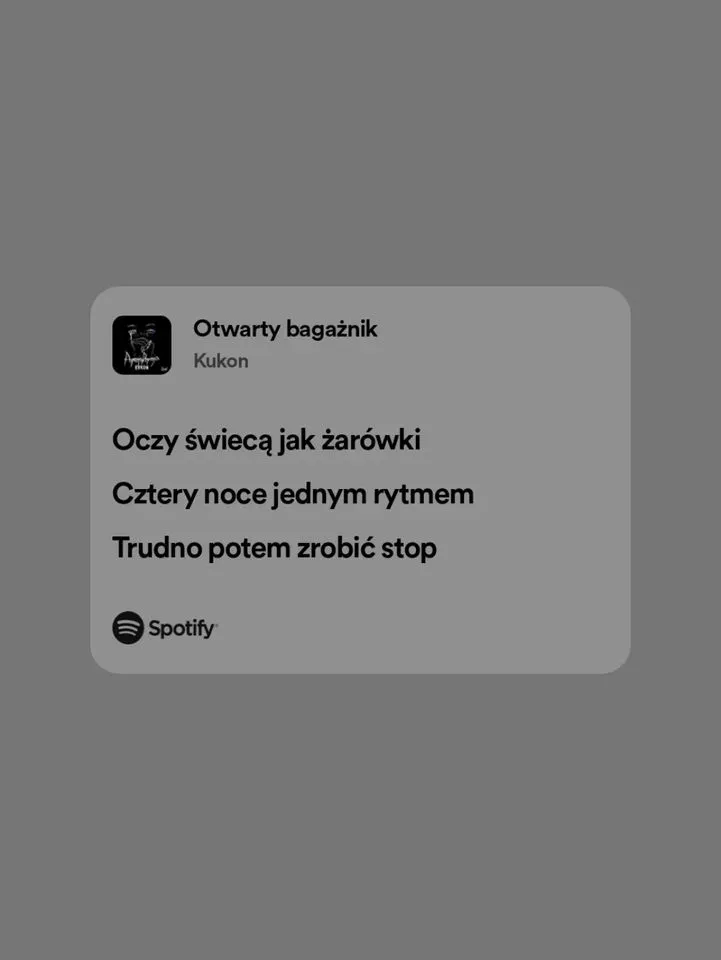 Otwarty bagażnik
Kukon
Oczy świecą jak żarówki
Cztery noce jednym rytmem
Trudno potem zrobić stop
Spotify